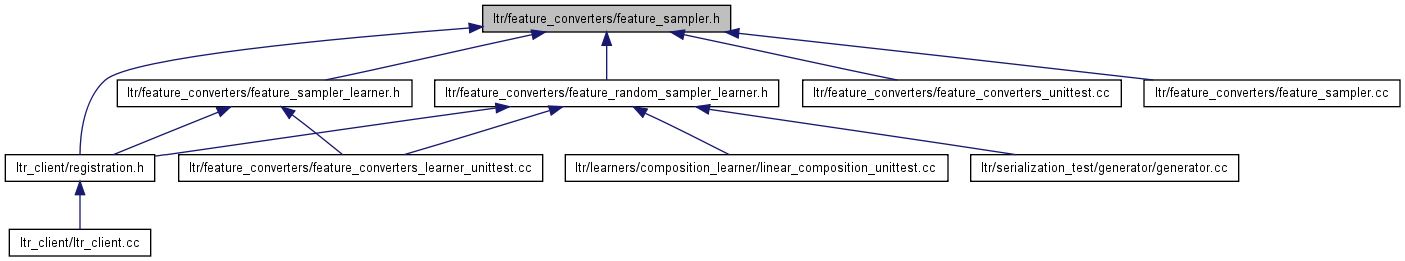 ltr/feature_converters/feature_sampler.h
ltr/feature_converters/feature_sampler_learner.h
ltr/feature_converters/feature_random_sampler_learner.h
ltr/feature_converters/feature_converters_unittest.cc
ltr/feature_converters/feature_sampler.cc
ltr_client/registration.h
ltr/feature_converters/feature_converters_learner_unittest.cc
ltr/learners/composition_learner/linear_composition_unittest.cc
ltr/serialization_test/generator/generator.cc
ltr_client/ltr_client.cc